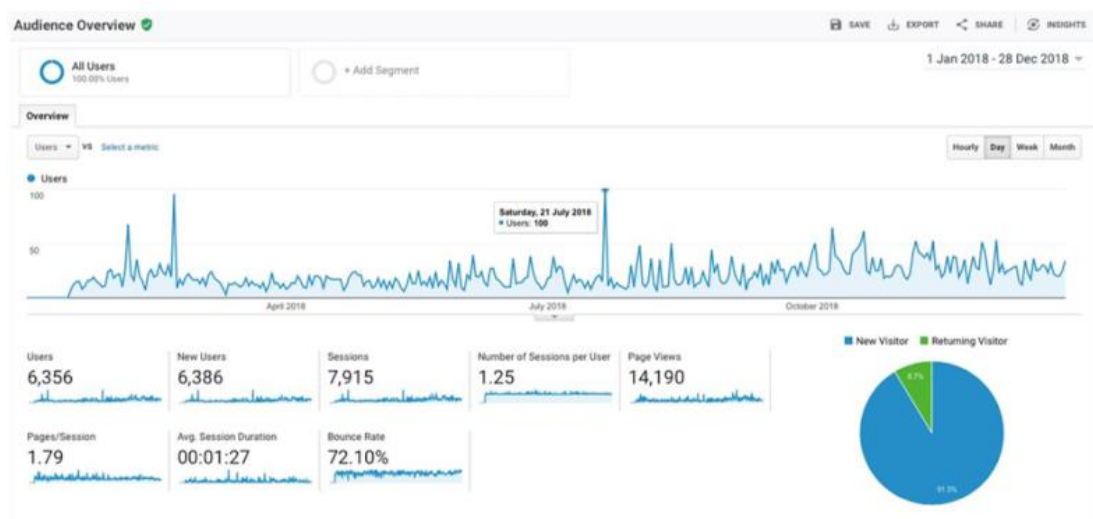 Audience Overview
SAVE EXPORT SHARE INSIGHTS
All Users
100.00% Users
+ Add Segment
1 Jan 2018 - 28 Dec 2018
Overview
Users VS Select a metric
Hourly Day Week Month
Users
100
50
Saturday, 21 July 2018
Users: 100
April 2018 July 2018 October 2018
New Visitor Returning Visitor
Users
6,356
New Users
6,386
Sessions
7,915
Number of Sessions per User
1.25
Page Views
14,190
Pages/Session
1.79
Avg. Session Duration
00:01:27
Bounce Rate
72.10%
8.7%
91.3%